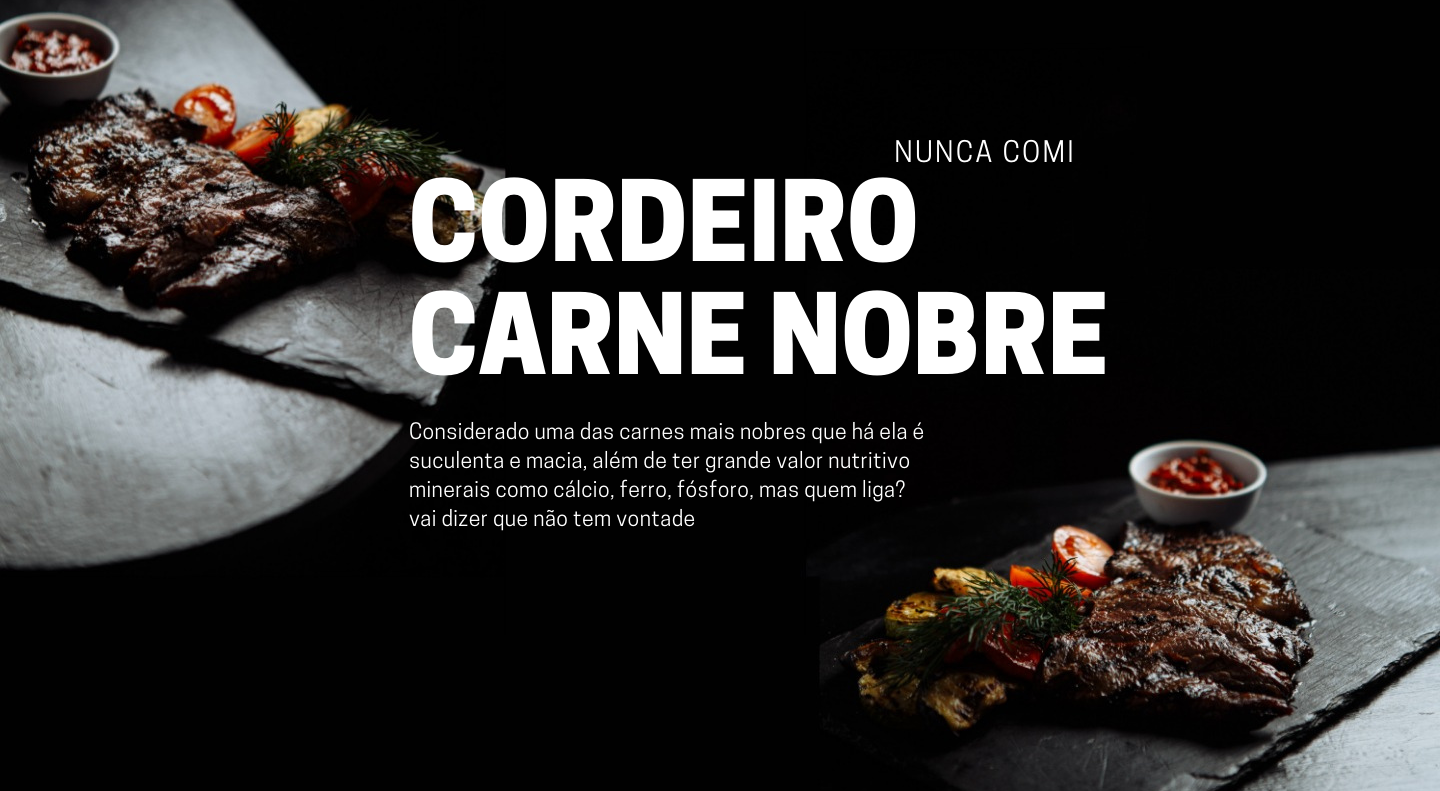 NUNCA COMI
CORDEIRO
CARNE NOBRE
Considerado uma das carnes mais nobres que há ela é
suculenta e macia, além de ter grande valor nutritivo
minerais como cálcio, ferro, fósforo, mas quem liga?
vai dizer que não tem vontade